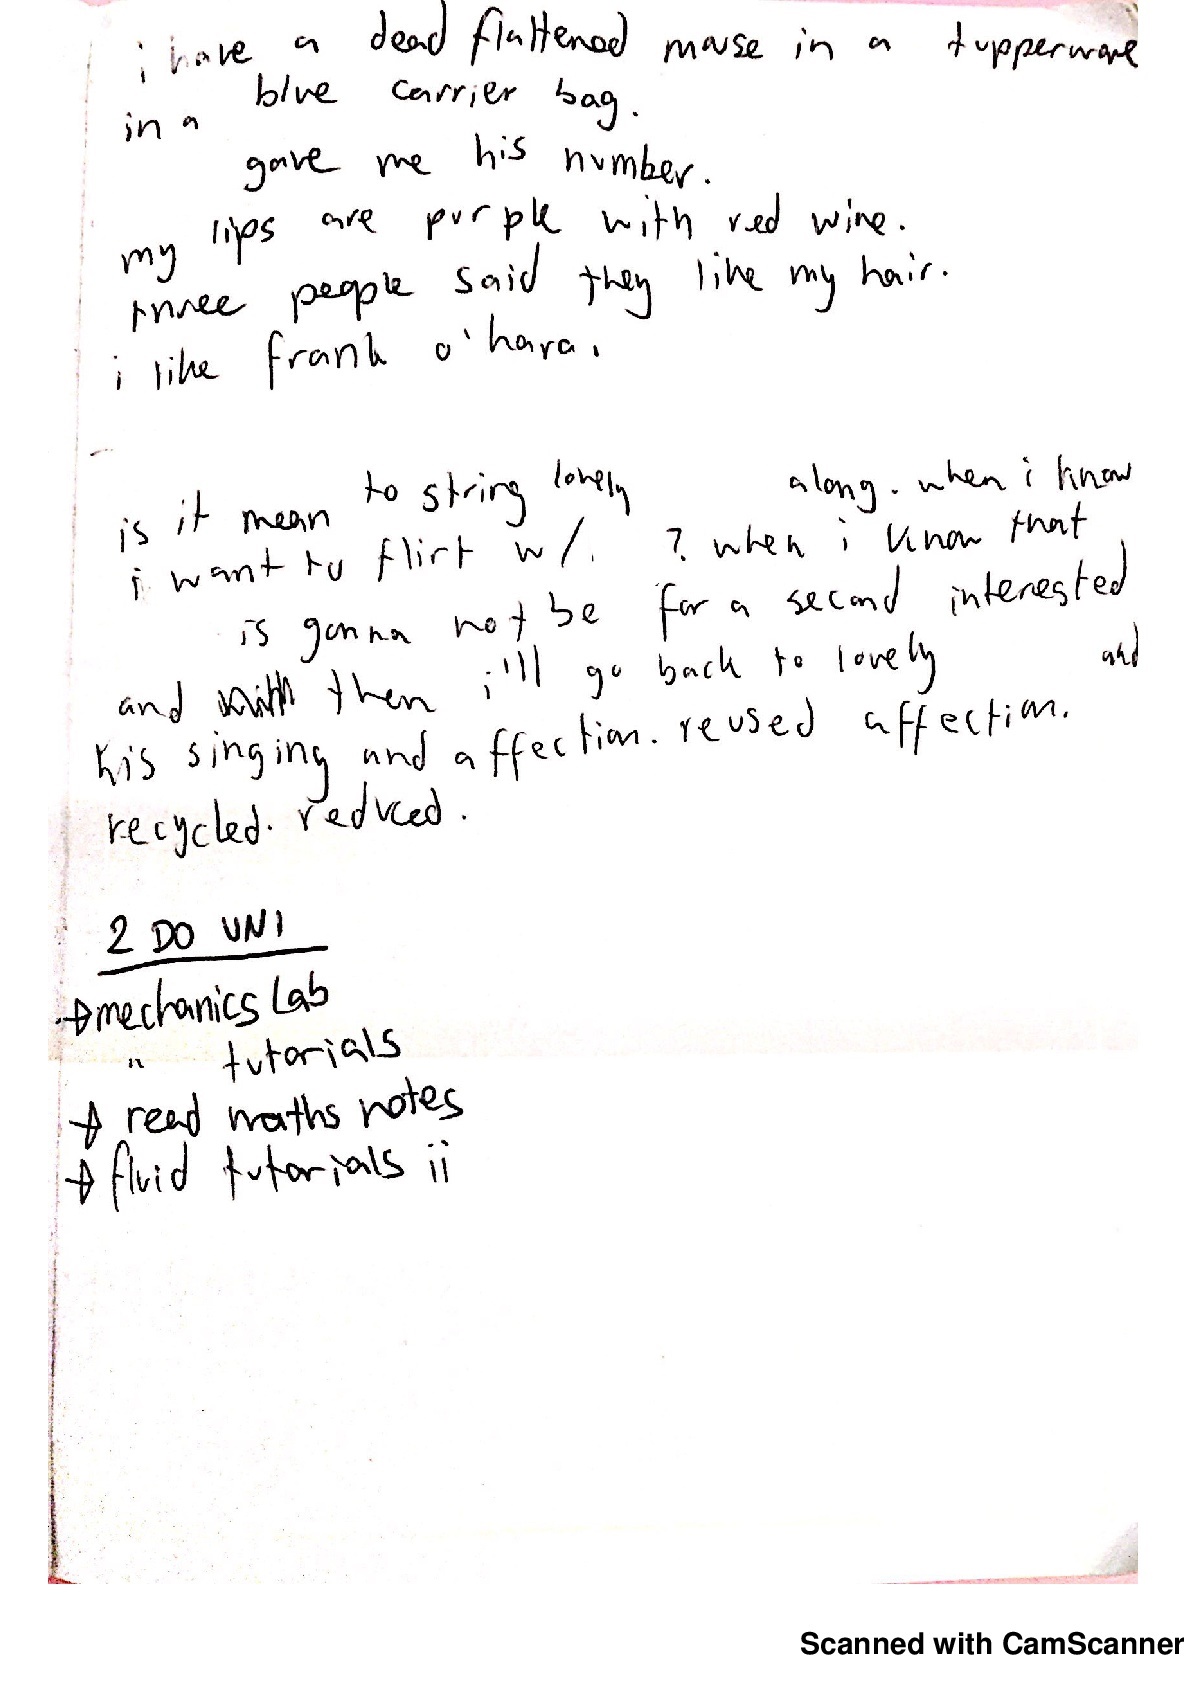 i have a dead flattened mouse in a tupperware
in a blue carrier bag.
gave me his number.
my lips are purple with red wine.
three people said they like my hair.
i like frank o'hara.
is it mean to string lovely along. when i know
i want to flirt w/. ? when i know that
is gonna not be for a second interested
and then i'll go back to lovely and
his singing and affection. reused affection.
recycled. reduced.
2 DO UNI
→ mechanics Lab
" tutorials
→ read maths notes
→ fluid tutorials ii
Scanned with CamScanner